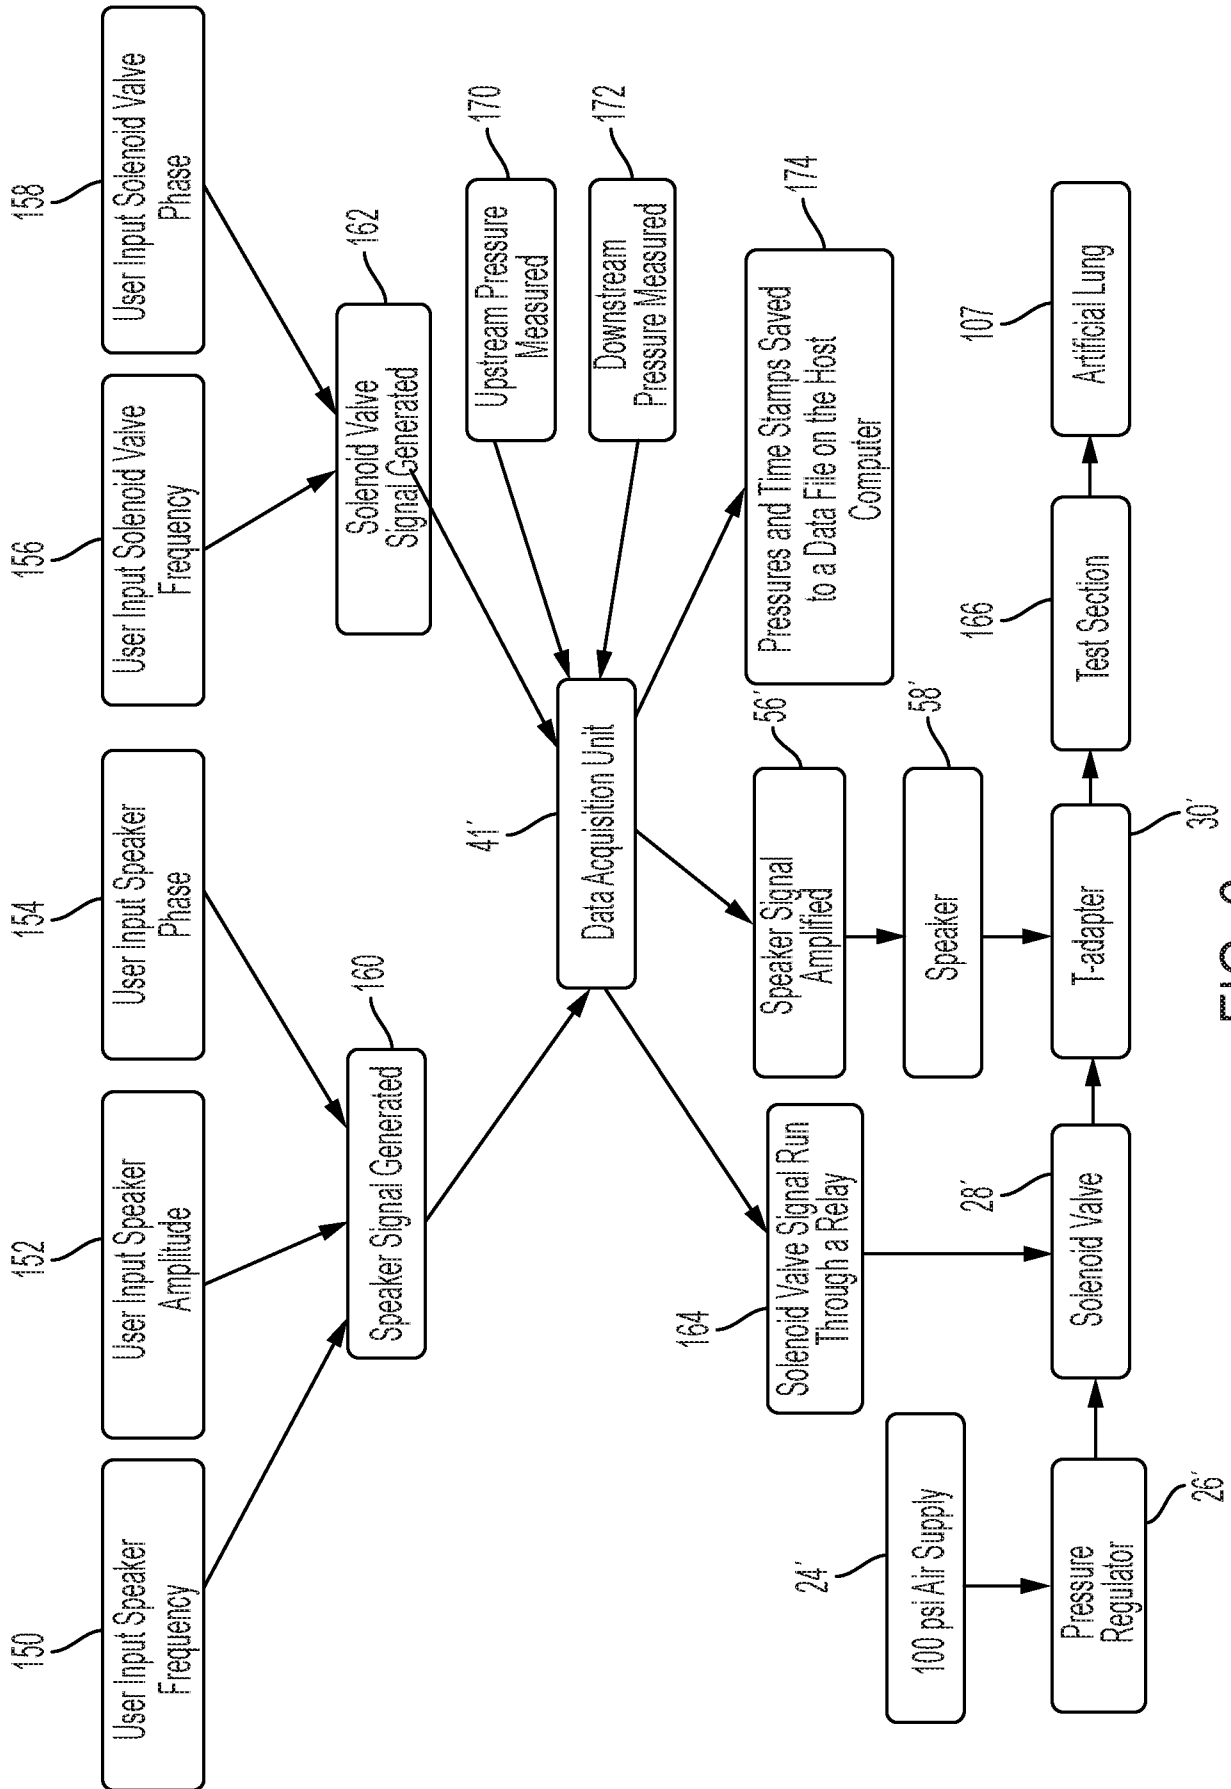 150
User Input Speaker
Frequency
152
User Input Speaker
Amplitude
154
User Input Speaker
Phase
156
User Input Solenoid Valve
Frequency
158
User Input Solenoid Valve
Phase
160
Speaker Signal Generated
162
Solenoid Valve
Signal Generated
41′
Data Acquisition Unit
170
Upstream Pressure
Measured
172
Downstream
Pressure Measured
164
Solenoid Valve Signal Run
Through a Relay
56′
Speaker Signal
Amplified
174
Pressures and Time Stamps Saved
to a Data File on the Host
Computer
24′
100 psi Air Supply
58′
Speaker
26′
Pressure
Regulator
28′
Solenoid Valve
30′
T-adapter
166
Test Section
107
Artificial Lung
FIG.